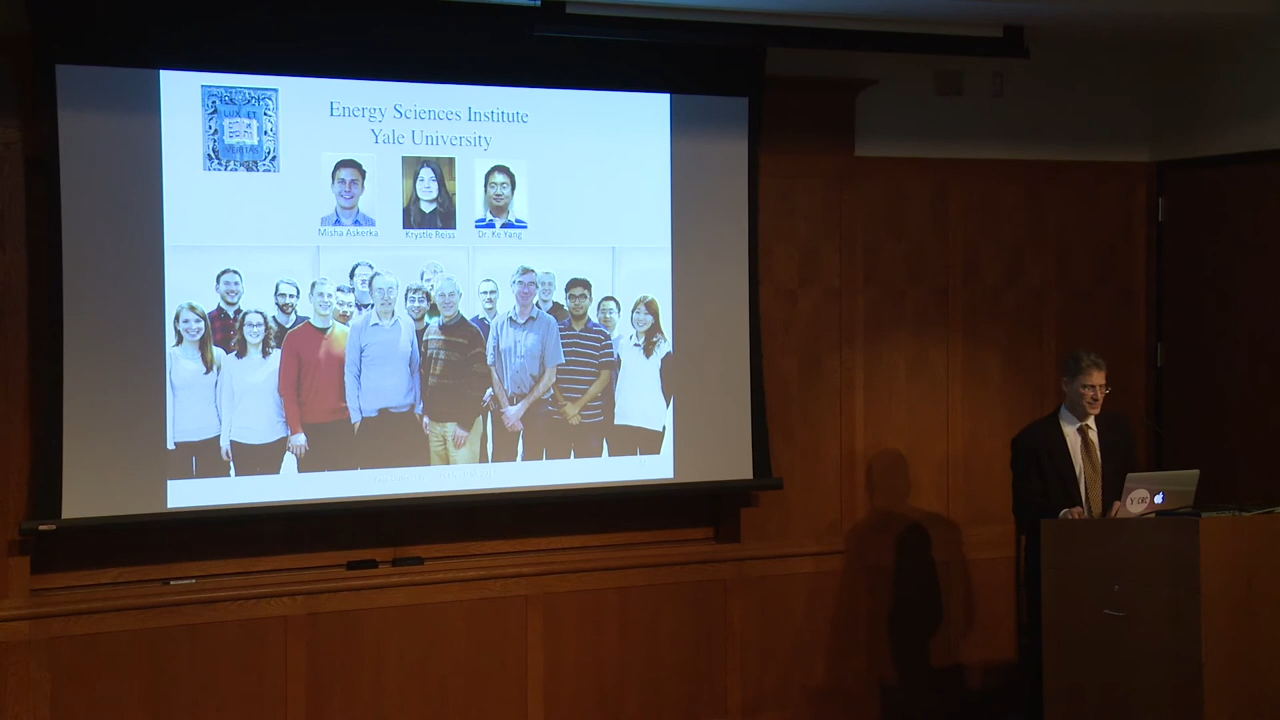 LUX ET
VERITAS
Energy Sciences Institute
Yale University
Misha Askerka
Krystle Reiss
Dr. Ke Yang